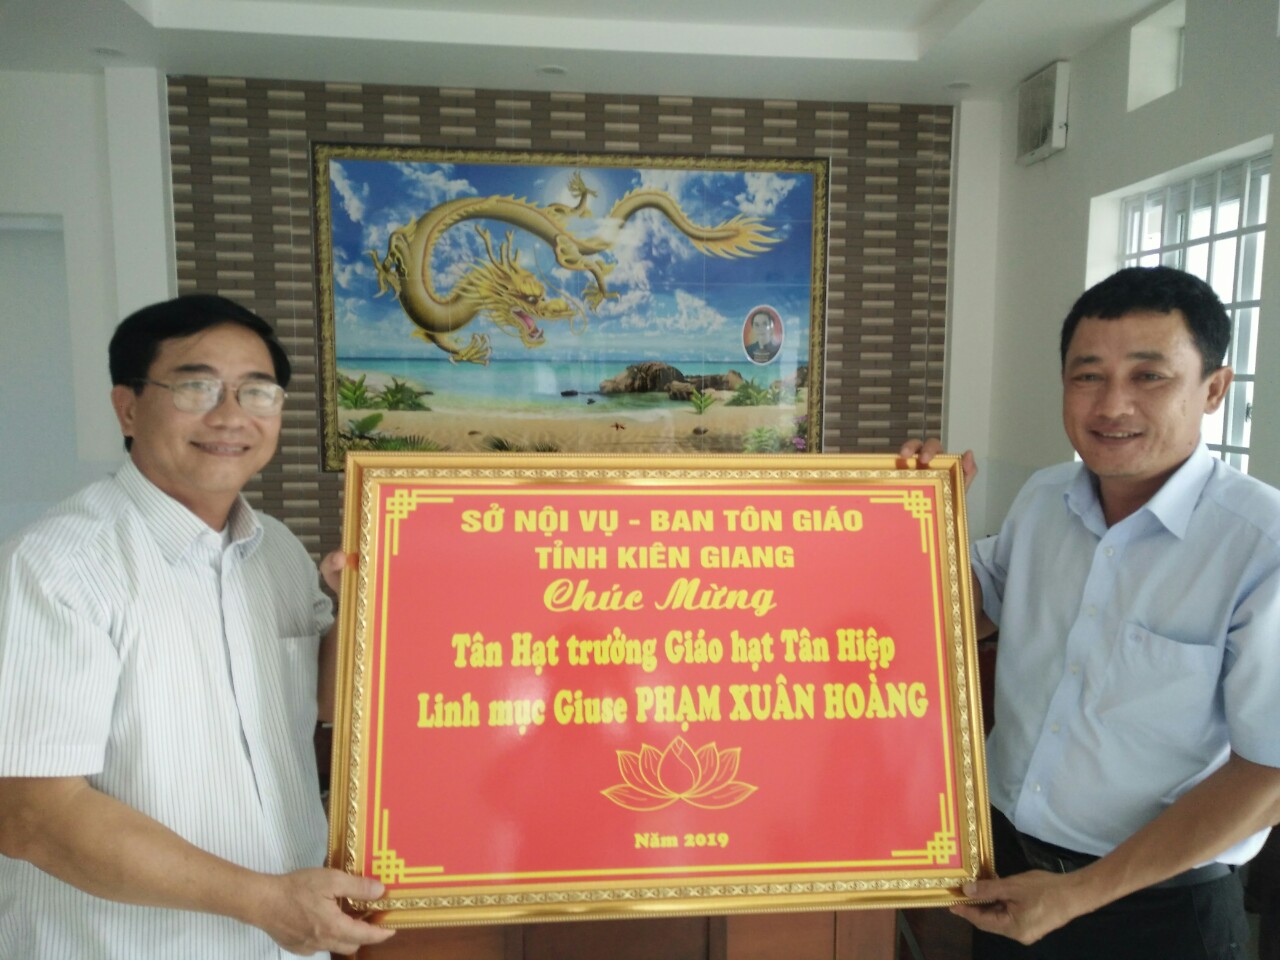 SỞ NỘI VỤ - BAN TÔN GIÁO
TỈNH KIÊN GIANG
Chúc Mừng
Tân Hạt trưởng Giáo hạt Tân Hiệp
Linh mục Giuse PHẠM XUÂN HOÀNG
Năm 2019